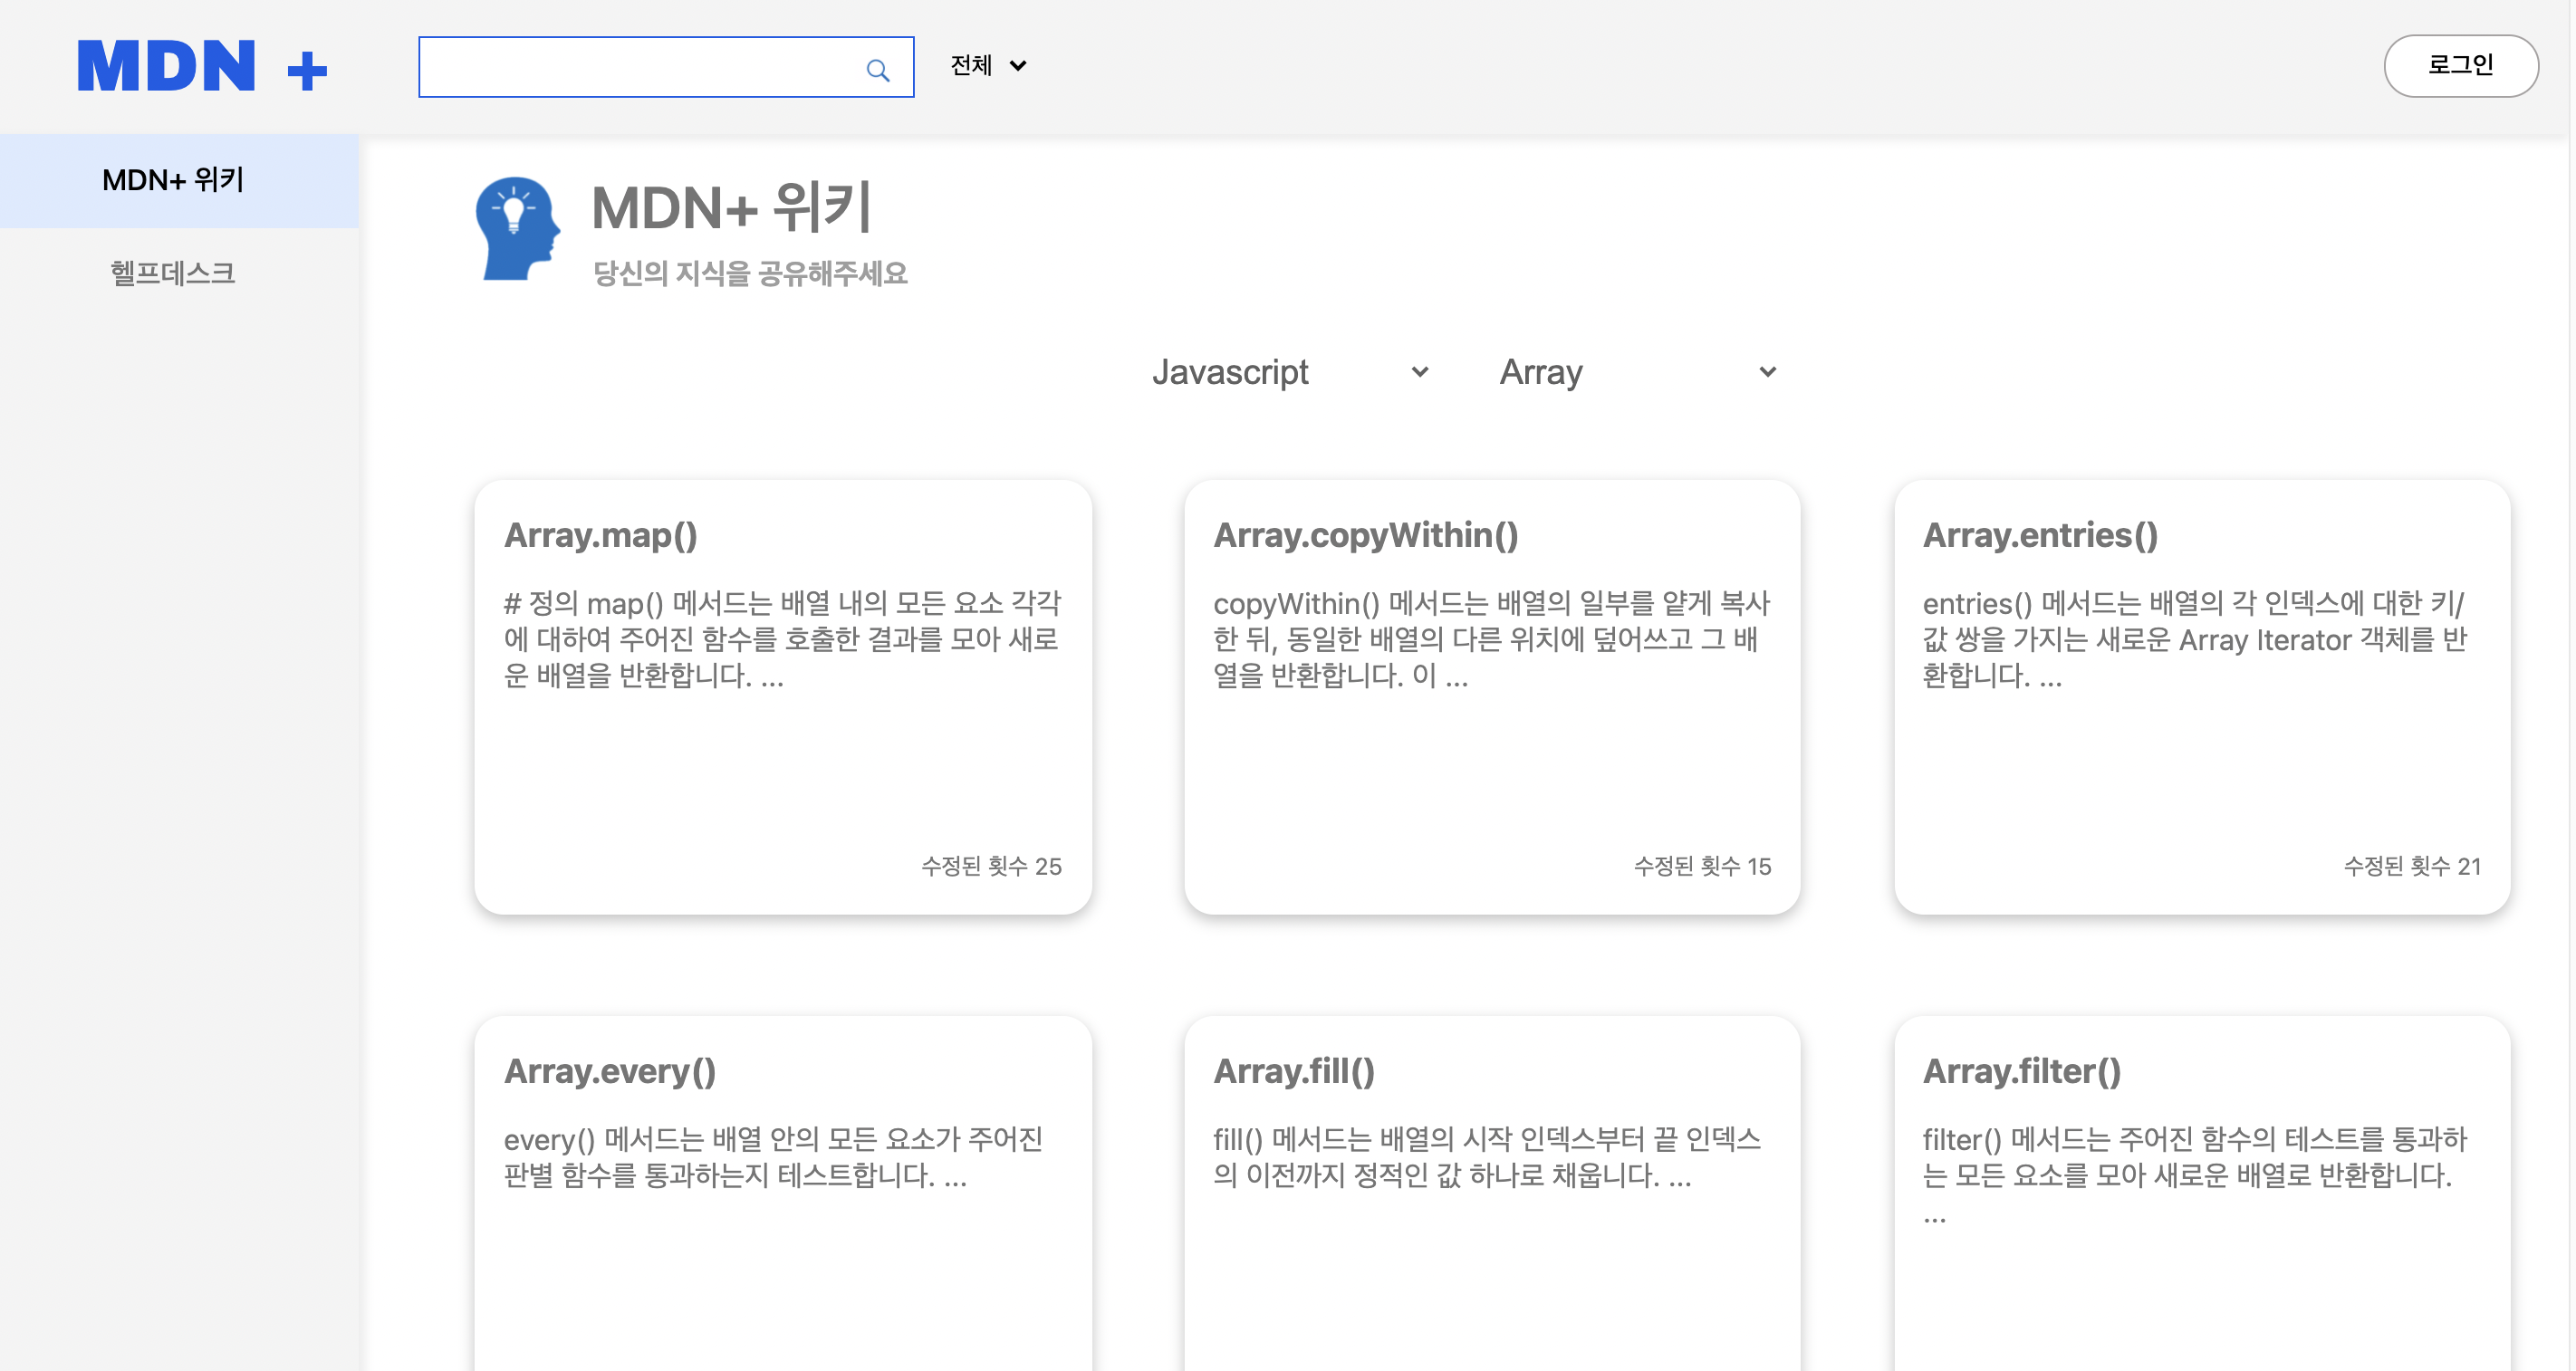 MDN +
전체
로그인
MDN+ 위키
헬프데스크
MDN+ 위키
당신의 지식을 공유해주세요
Javascript
Array
Array.map()
# 정의 map() 메서드는 배열 내의 모든 요소 각각
에 대하여 주어진 함수를 호출한 결과를 모아 새로
운 배열을 반환합니다. ...
수정된 횟수 25
Array.copyWithin()
copyWithin() 메서드는 배열의 일부를 얕게 복사
한 뒤, 동일한 배열의 다른 위치에 덮어쓰고 그 배
열을 반환합니다. 이 ...
수정된 횟수 15
Array.entries()
entries() 메서드는 배열의 각 인덱스에 대한 키/
값 쌍을 가지는 새로운 Array Iterator 객체를 반
환합니다. ...
수정된 횟수 21
Array.every()
every() 메서드는 배열 안의 모든 요소가 주어진
판별 함수를 통과하는지 테스트합니다. ...
Array.fill()
fill() 메서드는 배열의 시작 인덱스부터 끝 인덱스
의 이전까지 정적인 값 하나로 채웁니다. ...
Array.filter()
filter() 메서드는 주어진 함수의 테스트를 통과하
는 모든 요소를 모아 새로운 배열로 반환합니다.
...